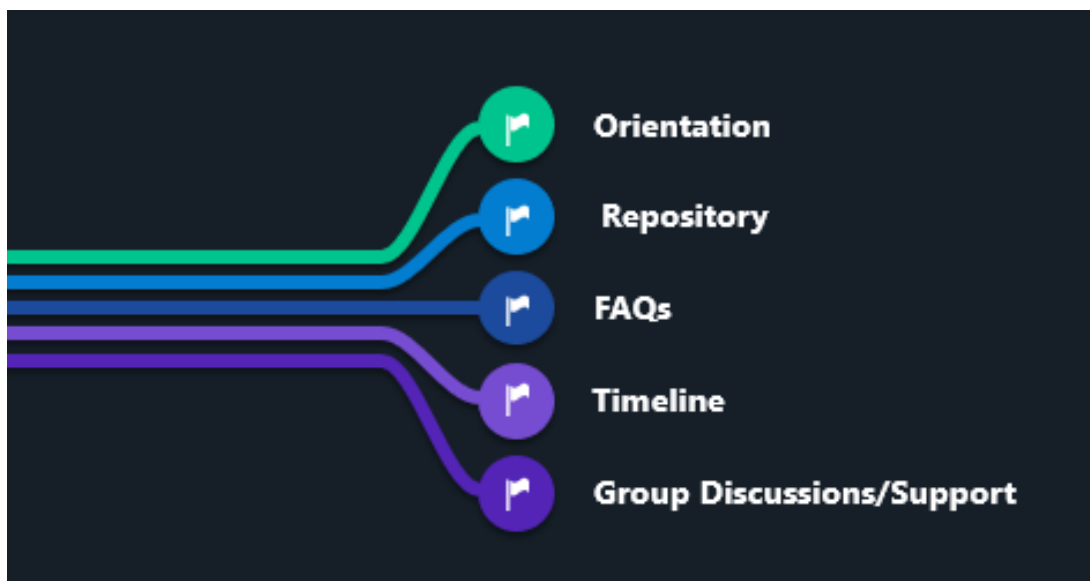 Orientation
Repository
FAQs
Timeline
Group Discussions/Support